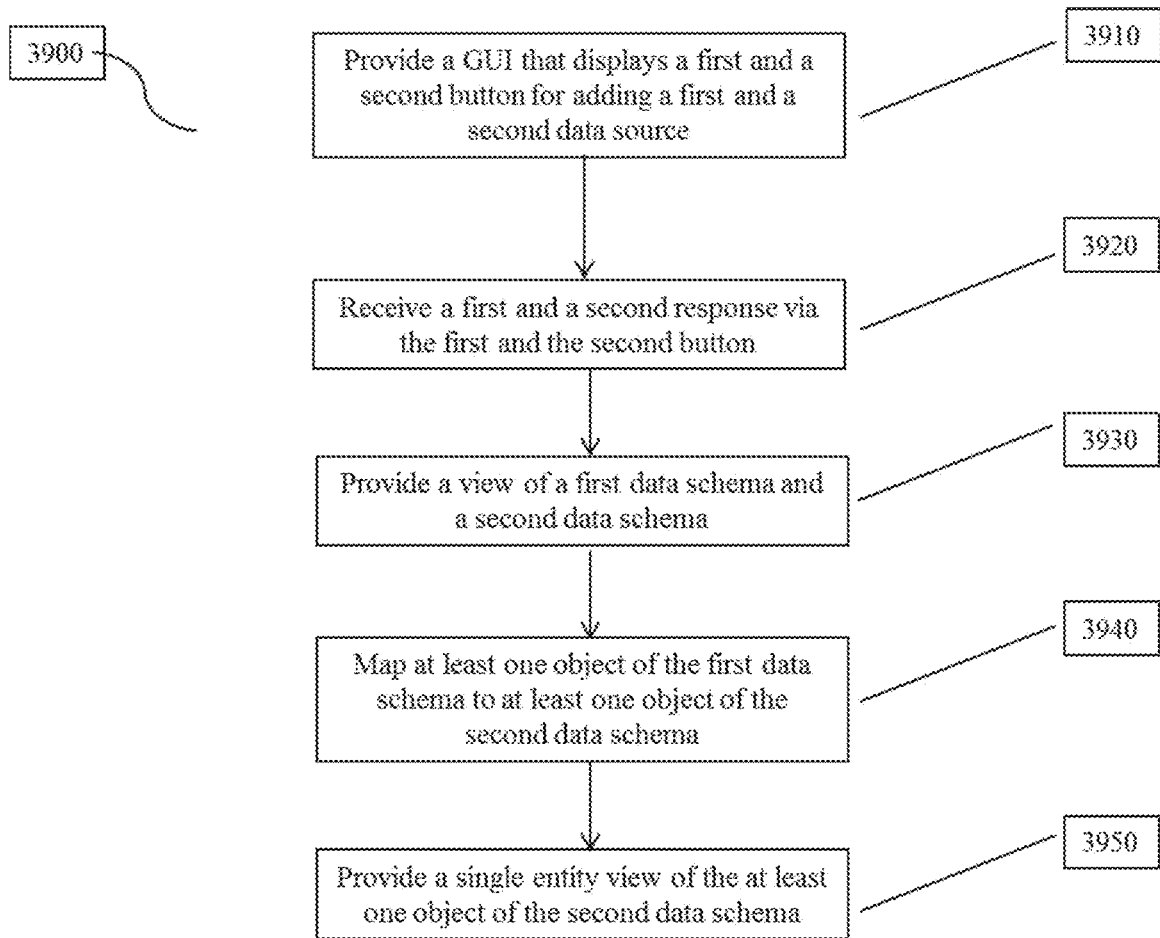 3900
3910
Provide a GUI that displays a first and a
second button for adding a first and a
second data source
3920
Receive a first and a second response via
the first and the second button
3930
Provide a view of a first data schema and
a second data schema
3940
Map at least one object of the first data
schema to at least one object of the
second data schema
3950
Provide a single entity view of the at least
one object of the second data schema